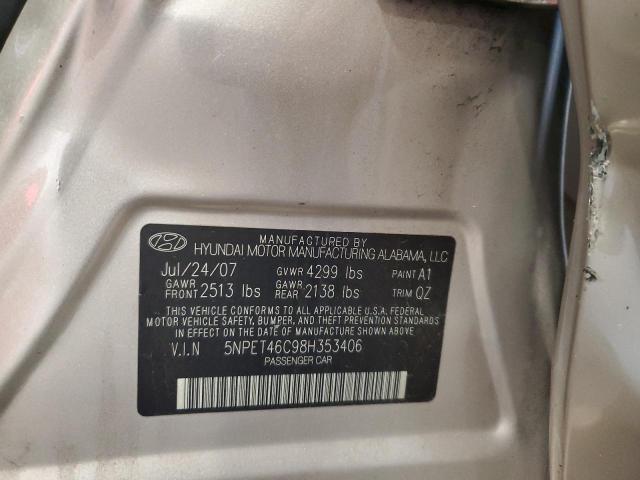 MANUFACTURED BY
HYUNDAI MOTOR MANUFACTURING ALABAMA, LLC
Jul/24/07 GVWR 4299 lbs PAINT A1
GAWR FRONT 2513 lbs GAWR REAR 2138 lbs TRIM QZ
THIS VEHICLE CONFORMS TO ALL APPLICABLE U.S.A. FEDERAL
MOTOR VEHICLE SAFETY, BUMPER, AND THEFT PREVENTION STANDARDS
IN EFFECT ON THE DATE OF MANUFACTURE SHOWN ABOVE.
V.I.N 5NPET46C98H353406
PASSENGER CAR